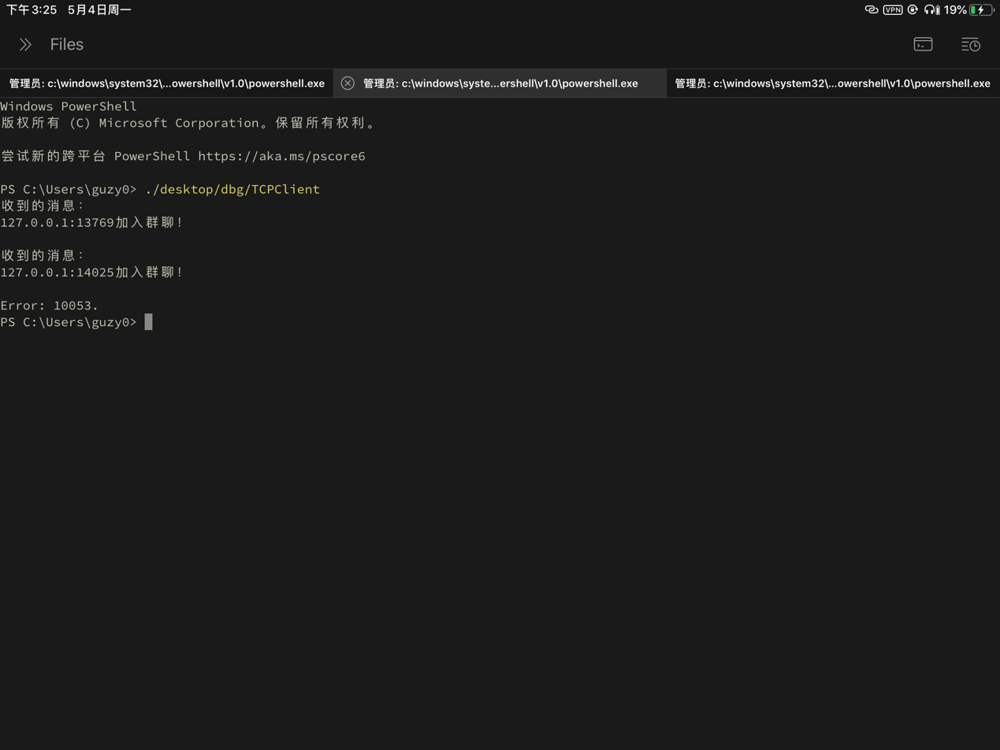 下午3:25 5月4日周一
VPN 19%
Files
管理员: c:\windows\system32\...owershell\v1.0\powershell.exe
管理员: c:\windows\syste...ershell\v1.0\powershell.exe
管理员: c:\windows\system32\...owershell\v1.0\powershell.exe
Windows PowerShell
版权所有 (C) Microsoft Corporation。保留所有权利。
尝试新的跨平台 PowerShell https://aka.ms/pscore6
PS C:\Users\guzy0> ./desktop/dbg/TCPClient
收到的消息:
127.0.0.1:13769加入群聊!
收到的消息:
127.0.0.1:14025加入群聊!
Error: 10053.
PS C:\Users\guzy0>